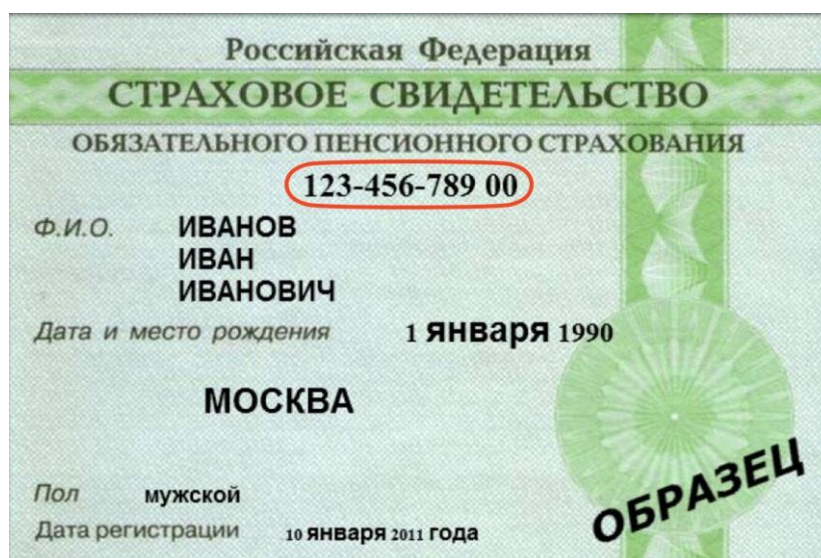 Российская Федерация
СТРАХОВОЕ СВИДЕТЕЛЬСТВО
ОБЯЗАТЕЛЬНОГО ПЕНСИОННОГО СТРАХОВАНИЯ
123-456-789 00
Ф.И.О. ИВАНОВ
ИВАН
ИВАНОВИЧ
Дата и место рождения 1 января 1990
МОСКВА
Пол мужской
Дата регистрации 10 января 2011 года
ОБРАЗЕЦ